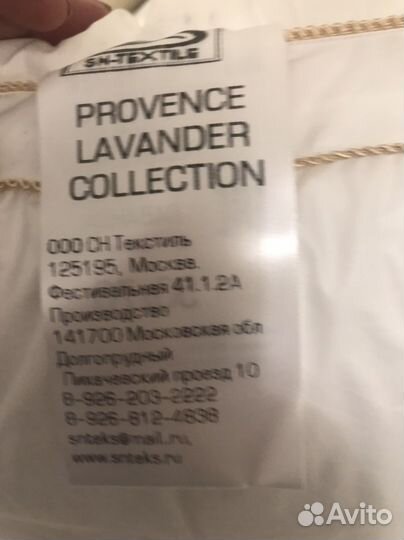 SN-TEXTILE
PROVENCE
LAVANDER
COLLECTION
ООО СН Текстиль
125195, Москва.
Фестивальная 41.1.2А
Производство
141700 Московская обл
Долгопрудный
Лихачевский проезд 10
8-926-203-2222
8-926-612-4838
snteks@mail.ru,
www.snteks.ru
Avito